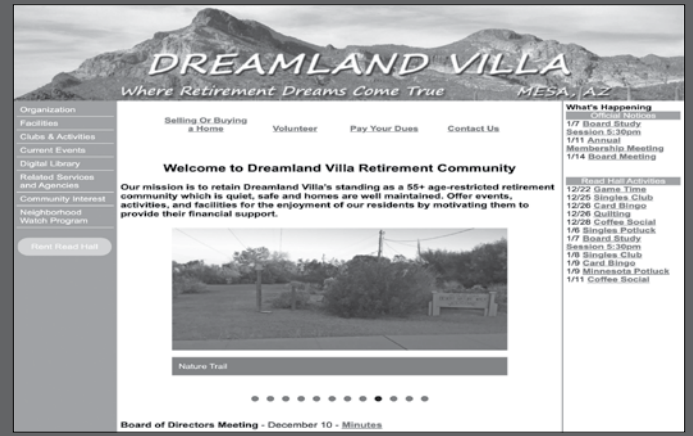 DREAMLAND VILLA
Where Retirement Dreams Come True
MESA, AZ
Organization
Facilities
Clubs & Activities
Current Events
Digital Library
Related Services
and Agencies
Community Interest
Neighborhood
Watch Program
Rent Read Hall
Selling Or Buying
a Home
Volunteer
Pay Your Dues
Contact Us
Welcome to Dreamland Villa Retirement Community
Our mission is to retain Dreamland Villa's standing as a 55+ age-restricted retirement
community which is quiet, safe and homes are well maintained. Offer events,
activities, and facilities for the enjoyment of our residents by motivating them to
provide their financial support.
Nature Trail
Board of Directors Meeting - December 10 - Minutes
What's Happening
Official Notices
1/7 Board Study
Session 5:30pm
1/11 Annual
Membership Meeting
1/14 Board Meeting
Read Hall Activities
12/22 Game Time
12/25 Singles Club
12/26 Card Bingo
12/26 Quilting
12/28 Coffee Social
1/6 Singles Potluck
1/7 Board Study
Session 5:30pm
1/8 Singles Club
1/9 Card Bingo
1/9 Minnesota Potluck
1/11 Coffee Social